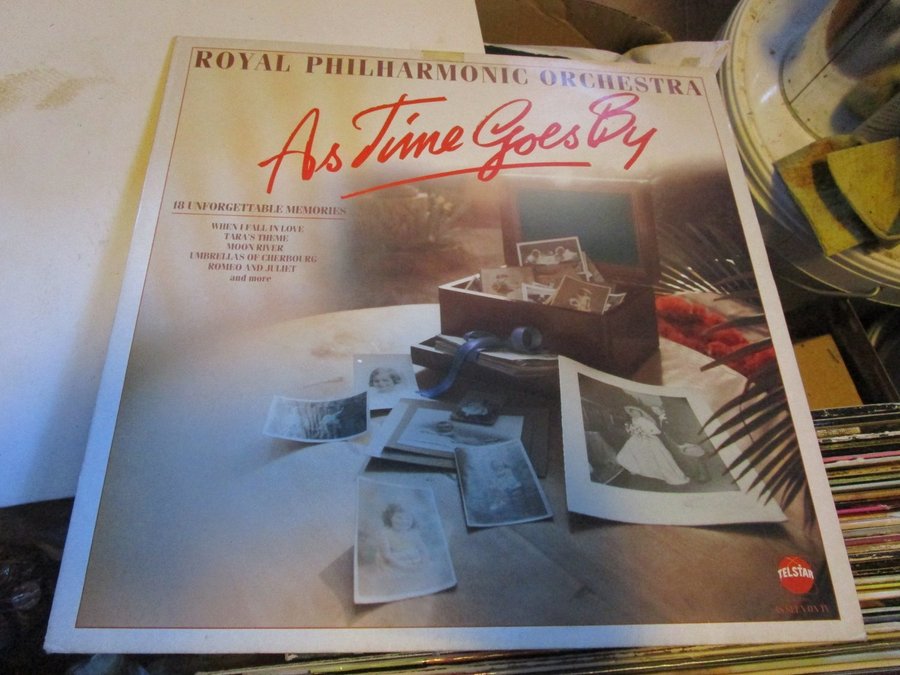 ROYAL PHILHARMONIC ORCHESTRA
As Time Goes By
18 UNFORGETTABLE MEMORIES
WHEN I FALL IN LOVE
TARA'S THEME
MOON RIVER
UMBRELLAS OF CHERBOURG
ROMEO AND JULIET
and more
TELSTAR
AS SEEN ON TV